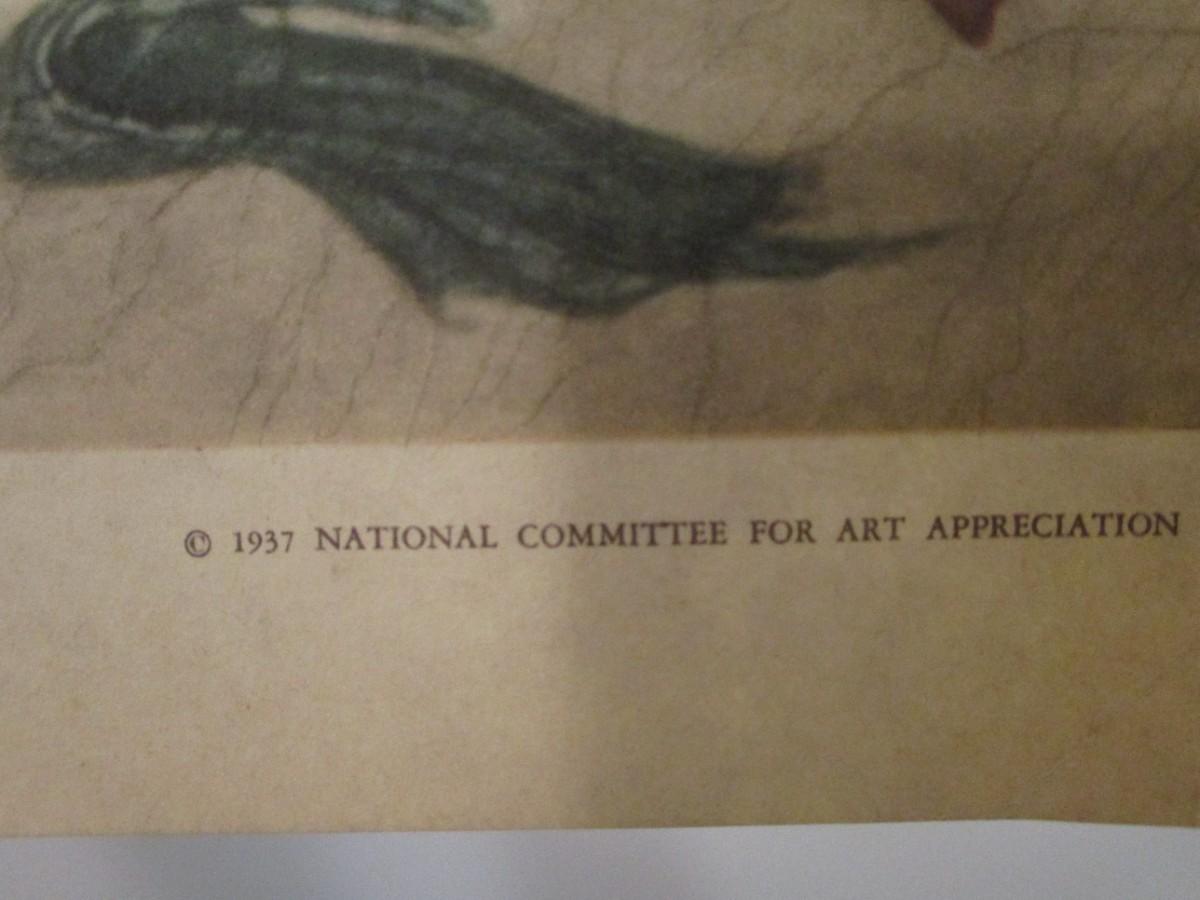 © 1937 NATIONAL COMMITTEE FOR ART APPRECIATION